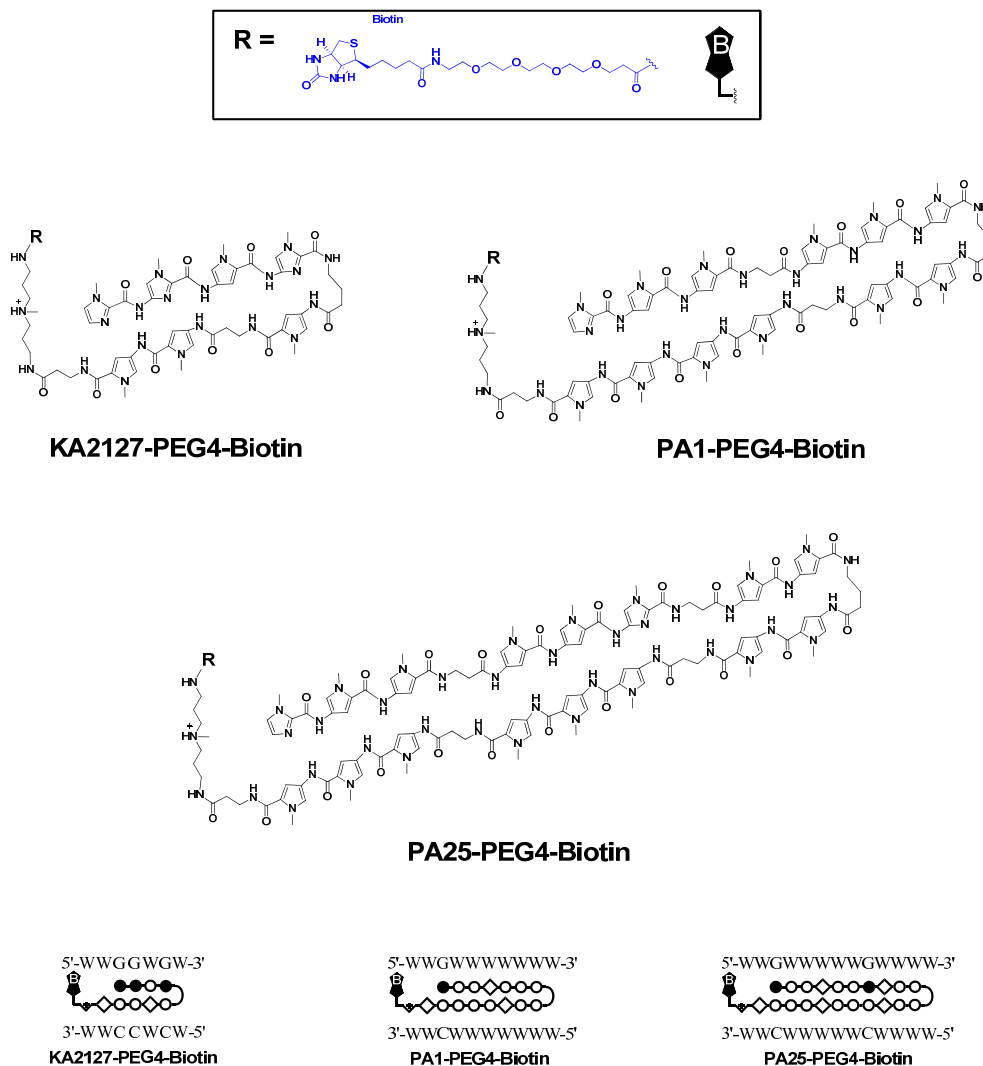 Biotin
R =
B
KA2127-PEG4-Biotin
PA1-PEG4-Biotin
PA25-PEG4-Biotin
5'-WWGGWGW-3'
B
3'-WWCCWCW-5'
KA2127-PEG4-Biotin
5'-WWGWWWWWWW-3'
B
3'-WWCWWWWWWW-5'
PA1-PEG4-Biotin
5'-WWGWWWWWGWWWW-3'
B
3'-WWCWWWWWCWWWW-5'
PA25-PEG4-Biotin